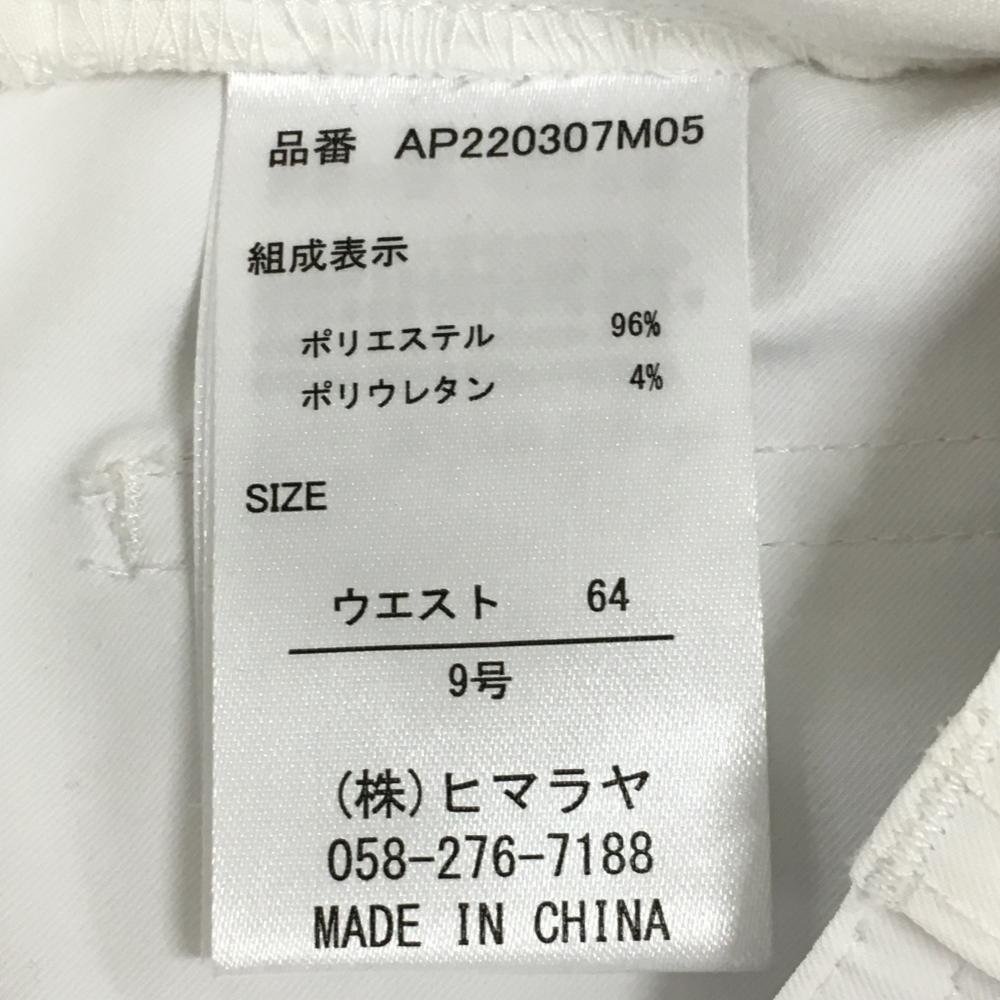 品番 AP220307M05
組成表示
ポリエステル 96%
ポリウレタン 4%
SIZE
ウエスト 64
9号
(株)ヒマラヤ
058-276-7188
MADE IN CHINA